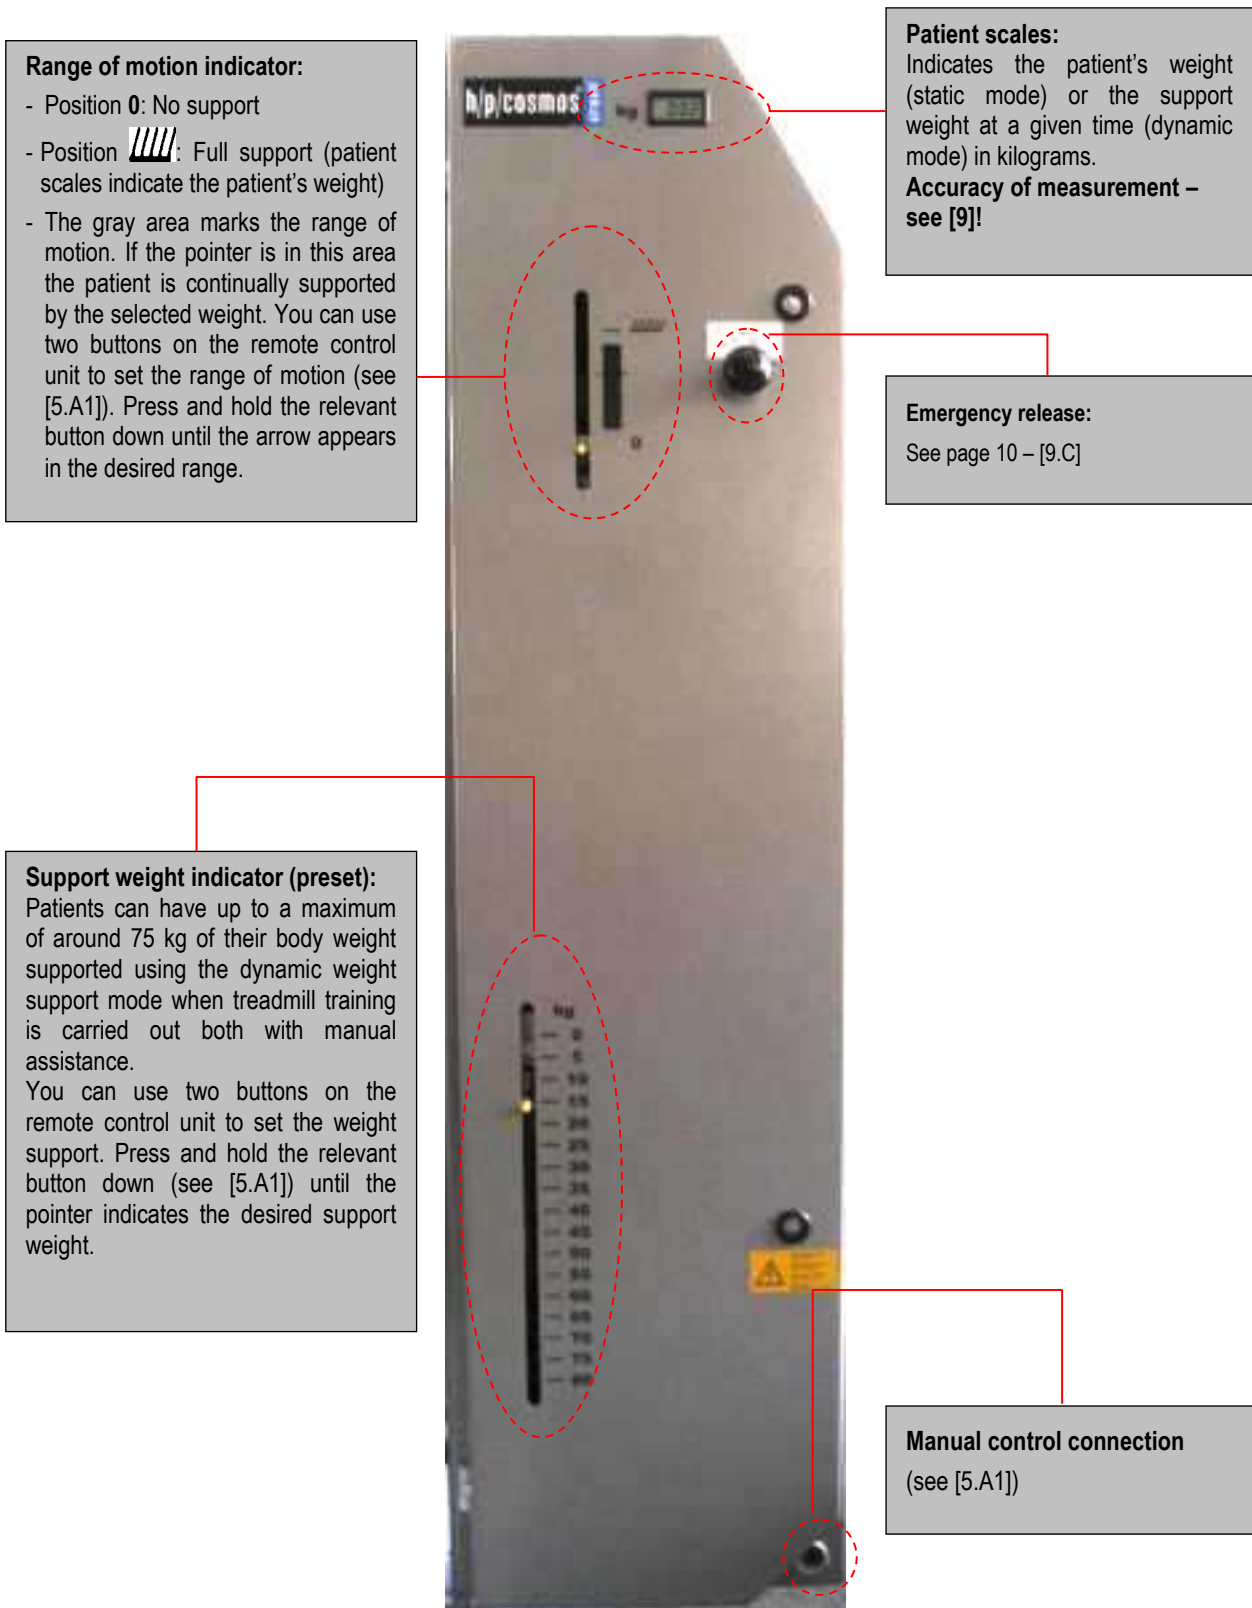 Range of motion indicator:
- Position 0: No support
- Position : Full support (patient
scales indicate the patient's weight)
- The gray area marks the range of
motion. If the pointer is in this area
the patient is continually supported
by the selected weight. You can use
two buttons on the remote control
unit to set the range of motion (see
[5.A1]). Press and hold the relevant
button down until the arrow appears
in the desired range.
h/p/cosmos
kg
Patient scales:
Indicates the patient's weight
(static mode) or the support
weight at a given time (dynamic
mode) in kilograms.
Accuracy of measurement –
see [9]!
0
Emergency release:
See page 10 – [9.C]
Support weight indicator (preset):
Patients can have up to a maximum
of around 75 kg of their body weight
supported using the dynamic weight
support mode when treadmill training
is carried out both with manual
assistance.
You can use two buttons on the
remote control unit to set the weight
support. Press and hold the relevant
button down (see [5.A1]) until the
pointer indicates the desired support
weight.
kg
0
5
10
15
20
25
30
35
40
45
50
55
60
65
70
75
80
Manual control connection
(see [5.A1])